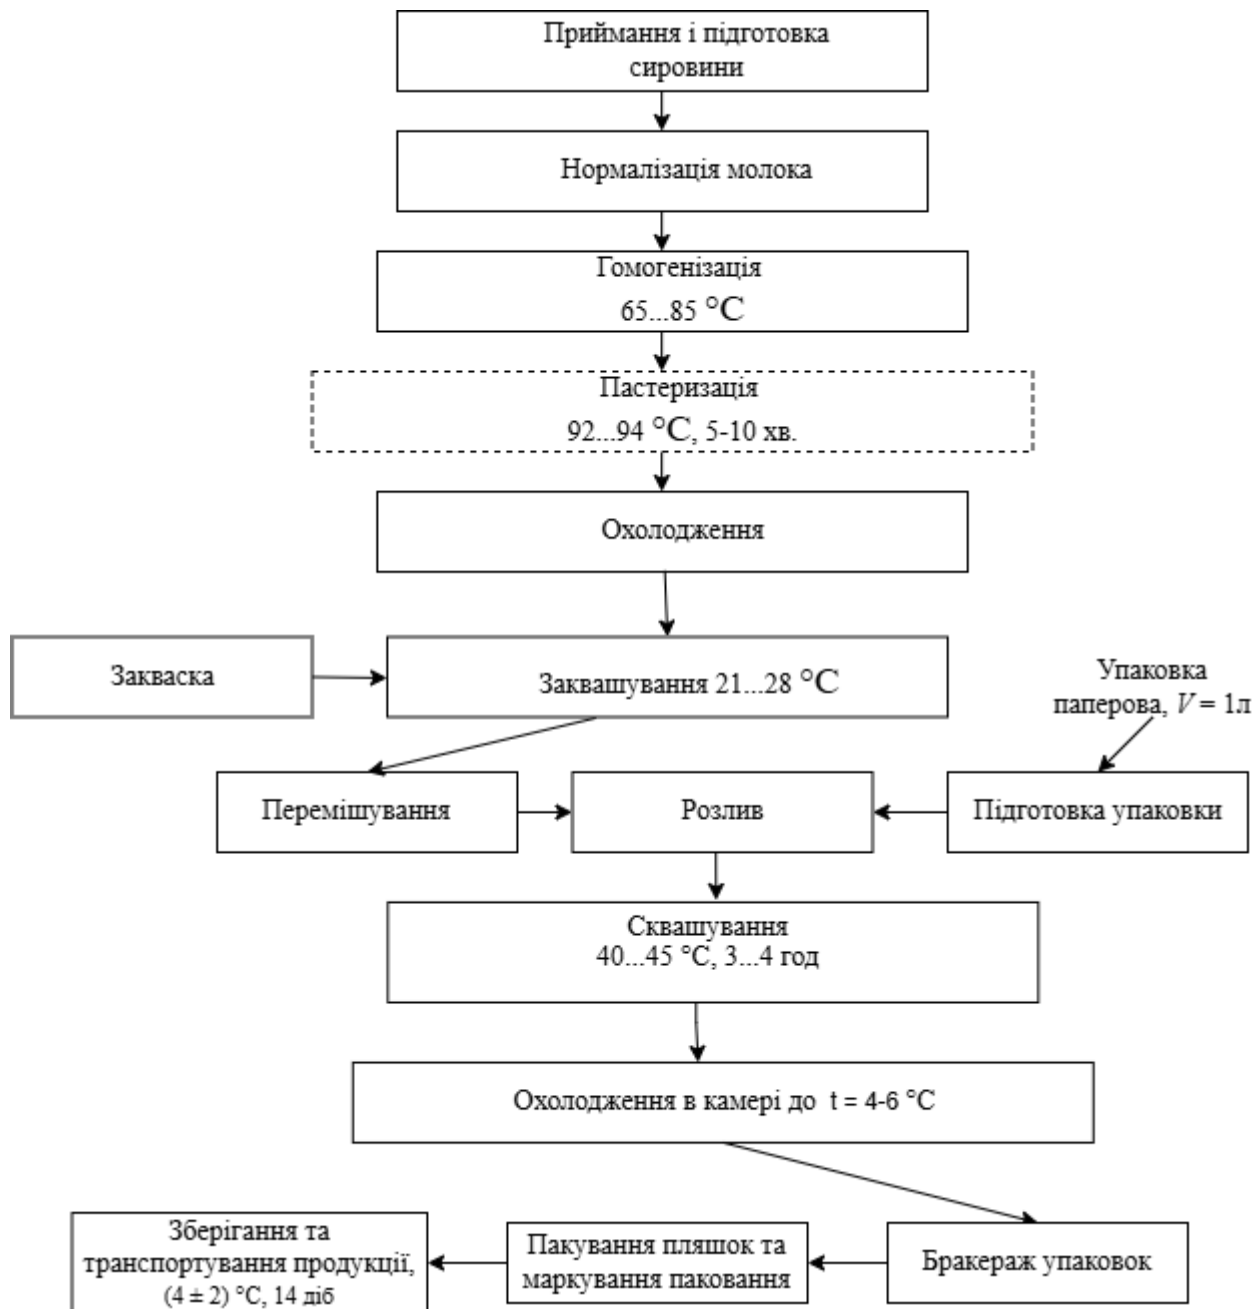 Приймання і підготовка
сировини
Нормалізація молока
Гомогенізація
65...85 °C
Пастеризація
92...94 °C, 5-10 хв.
Охолодження
Закваска
Заквашування 21...28 °C
Упаковка
паперова, V = 1л
Перемішування
Розлив
Підготовка упаковки
Сквашування
40...45 °C, 3...4 год
Охолодження в камері до t = 4-6 °C
Зберігання та
транспортування продукції,
(4 ± 2) °C, 14 діб
Пакування пляшок та
маркування паковання
Бракераж упаковок